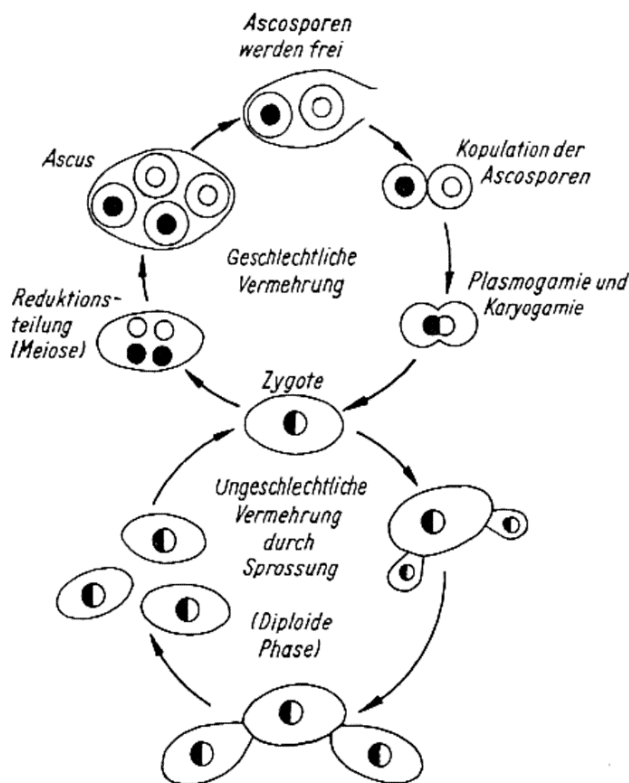 Ascosporen
werden frei
Ascus
Kopulation der
Ascosporen
Geschlechtliche
Vermehrung
Reduktions-
teilung
(Meiose)
Plasmogamie und
Karyogamie
Zygote
Ungeschlechtliche
Vermehrung
durch
Sprossung
(Diploide
Phase)